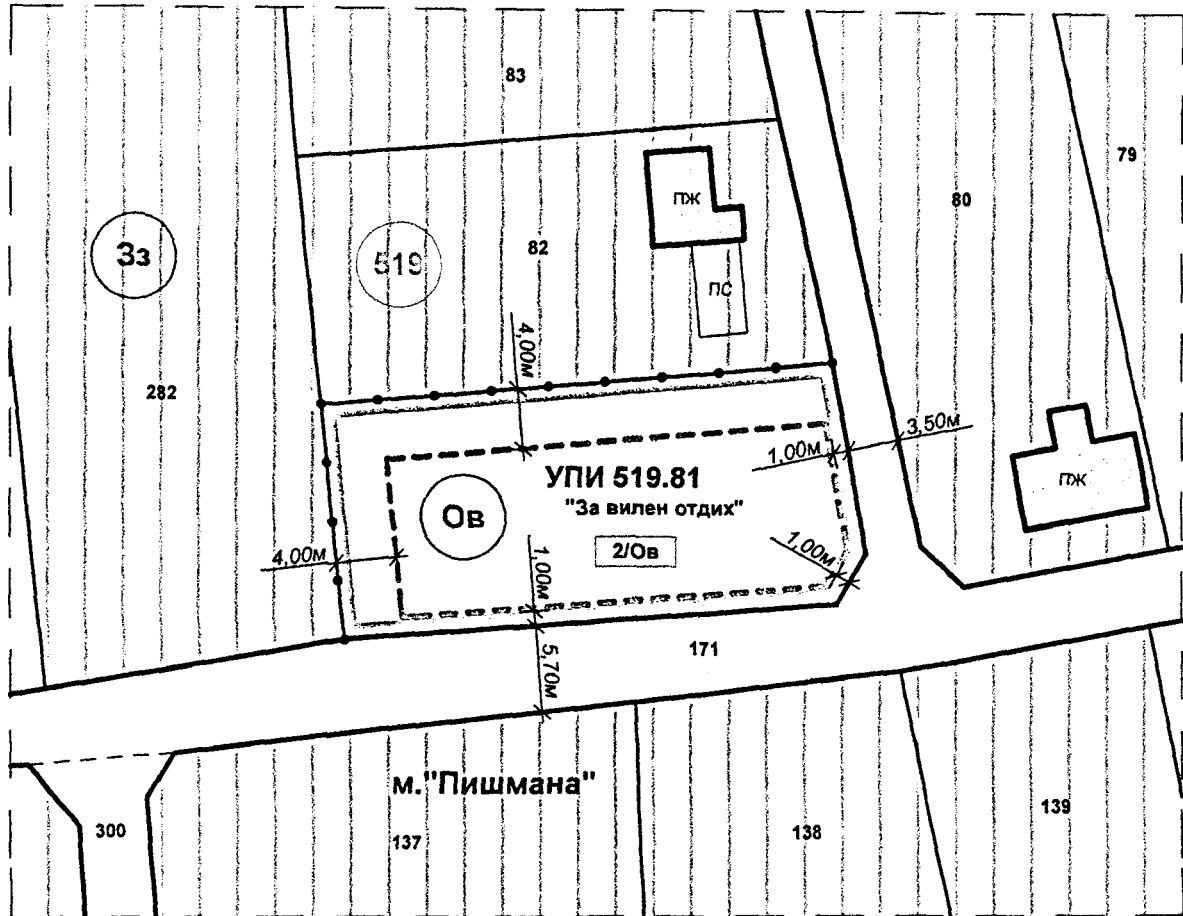 83
79
ПЖ
80
Зз
519
82
ПС
4,00м
282
3,50м
1,00м
УПИ 519.81
"За вилен отдих"
ПЖ
Ов
2/Ов
4,00м
1,00м
1,00м
171
5,70м
м."Пишмана"
300
137
138
139